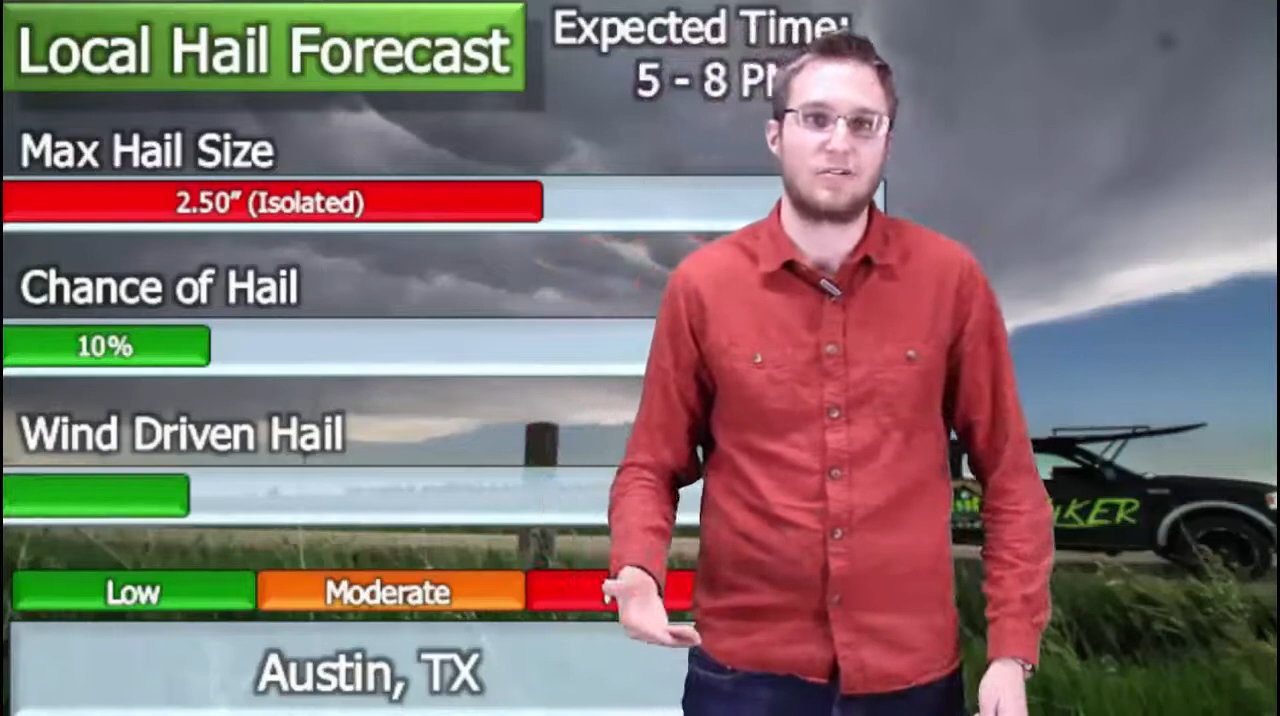 Local Hail Forecast
Expected Time:
5 - 8
Max Hail Size
2.50" (Isolated)
Chance of Hail
10%
Wind Driven Hail
Low
Moderate
Austin, TX